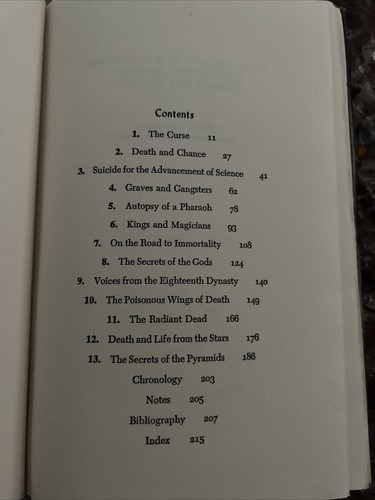 Contents
1. The Curse 11
2. Death and Chance 27
3. Suicide for the Advancement of Science 41
4. Graves and Gangsters 62
5. Autopsy of a Pharaoh 78
6. Kings and Magicians 93
7. On the Road to Immortality 108
8. The Secrets of the Gods 124
9. Voices from the Eighteenth Dynasty 140
10. The Poisonous Wings of Death 149
11. The Radiant Dead 166
12. Death and Life from the Stars 176
13. The Secrets of the Pyramids 186
Chronology 203
Notes 205
Bibliography 207
Index 215